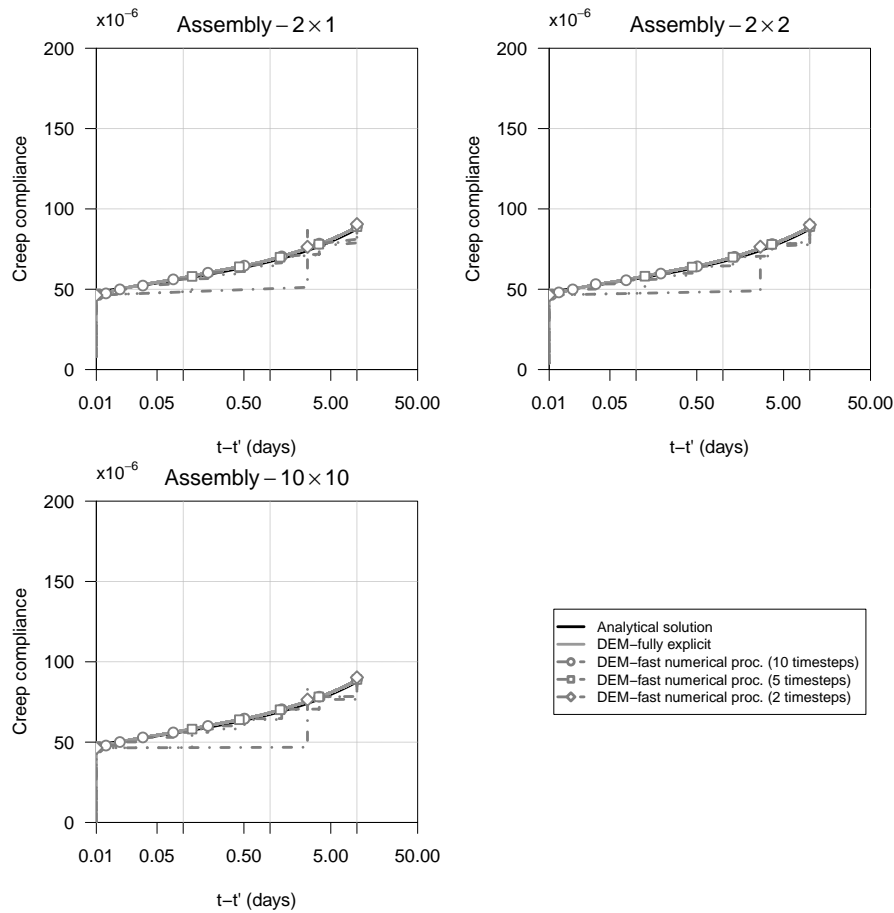 x10⁻⁶
Assembly – 2 × 1
200
150
100
50
0
Creep compliance
0.01 0.05 0.50 5.00 50.00
t–t' (days)
x10⁻⁶
Assembly – 2 × 2
200
150
100
50
0
Creep compliance
0.01 0.05 0.50 5.00 50.00
t–t' (days)
x10⁻⁶
Assembly – 10 × 10
200
150
100
50
0
Creep compliance
0.01 0.05 0.50 5.00 50.00
t–t' (days)
Analytical solution
DEM–fully explicit
DEM–fast numerical proc. (10 timesteps)
DEM–fast numerical proc. (5 timesteps)
DEM–fast numerical proc. (2 timesteps)